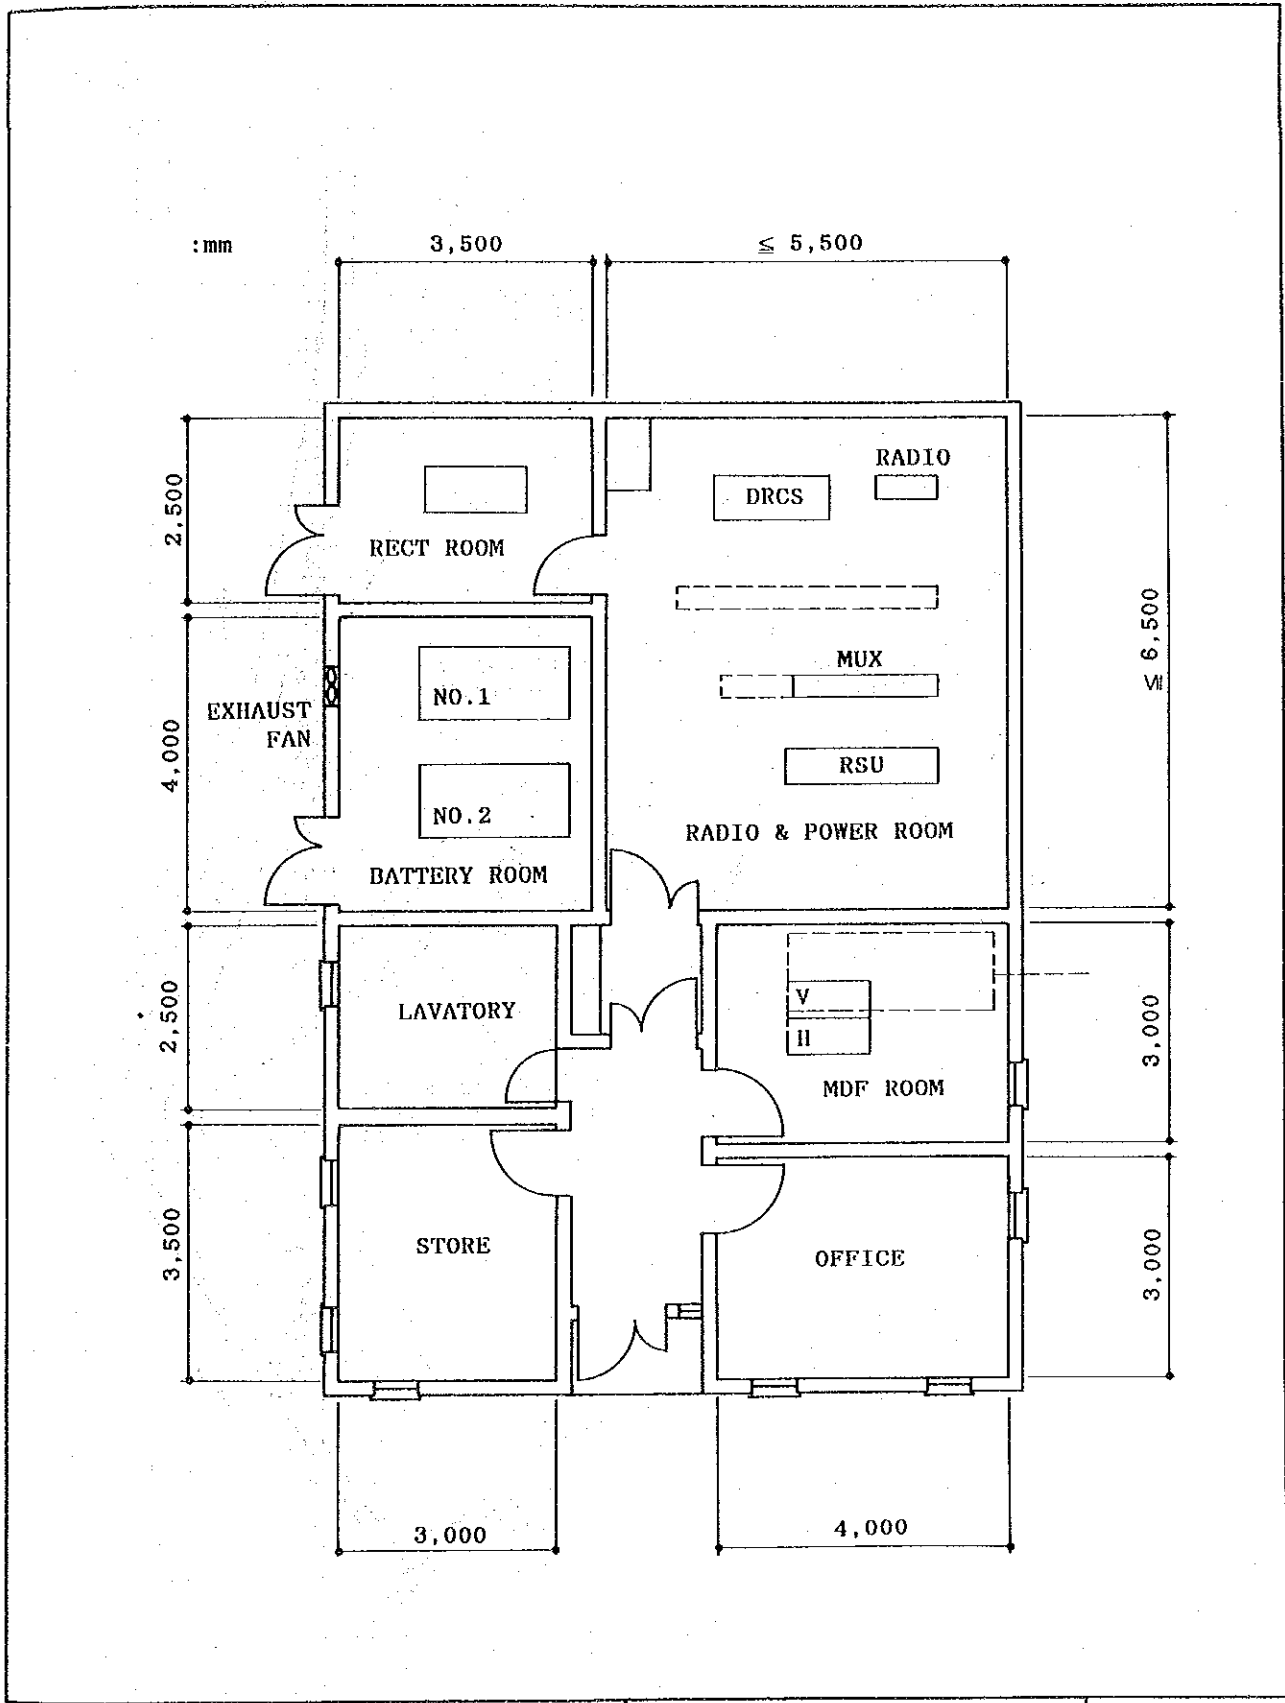 :mm
3,500
≦ 5,500
2,500
RECT ROOM
DRCS
RADIO
≦ 6,500
MUX
RSU
RADIO & POWER ROOM
EXHAUST
FAN
4,000
NO.1
NO.2
BATTERY ROOM
2,500
LAVATORY
V
H
MDF ROOM
3,000
3,500
STORE
OFFICE
3,000
3,000
4,000